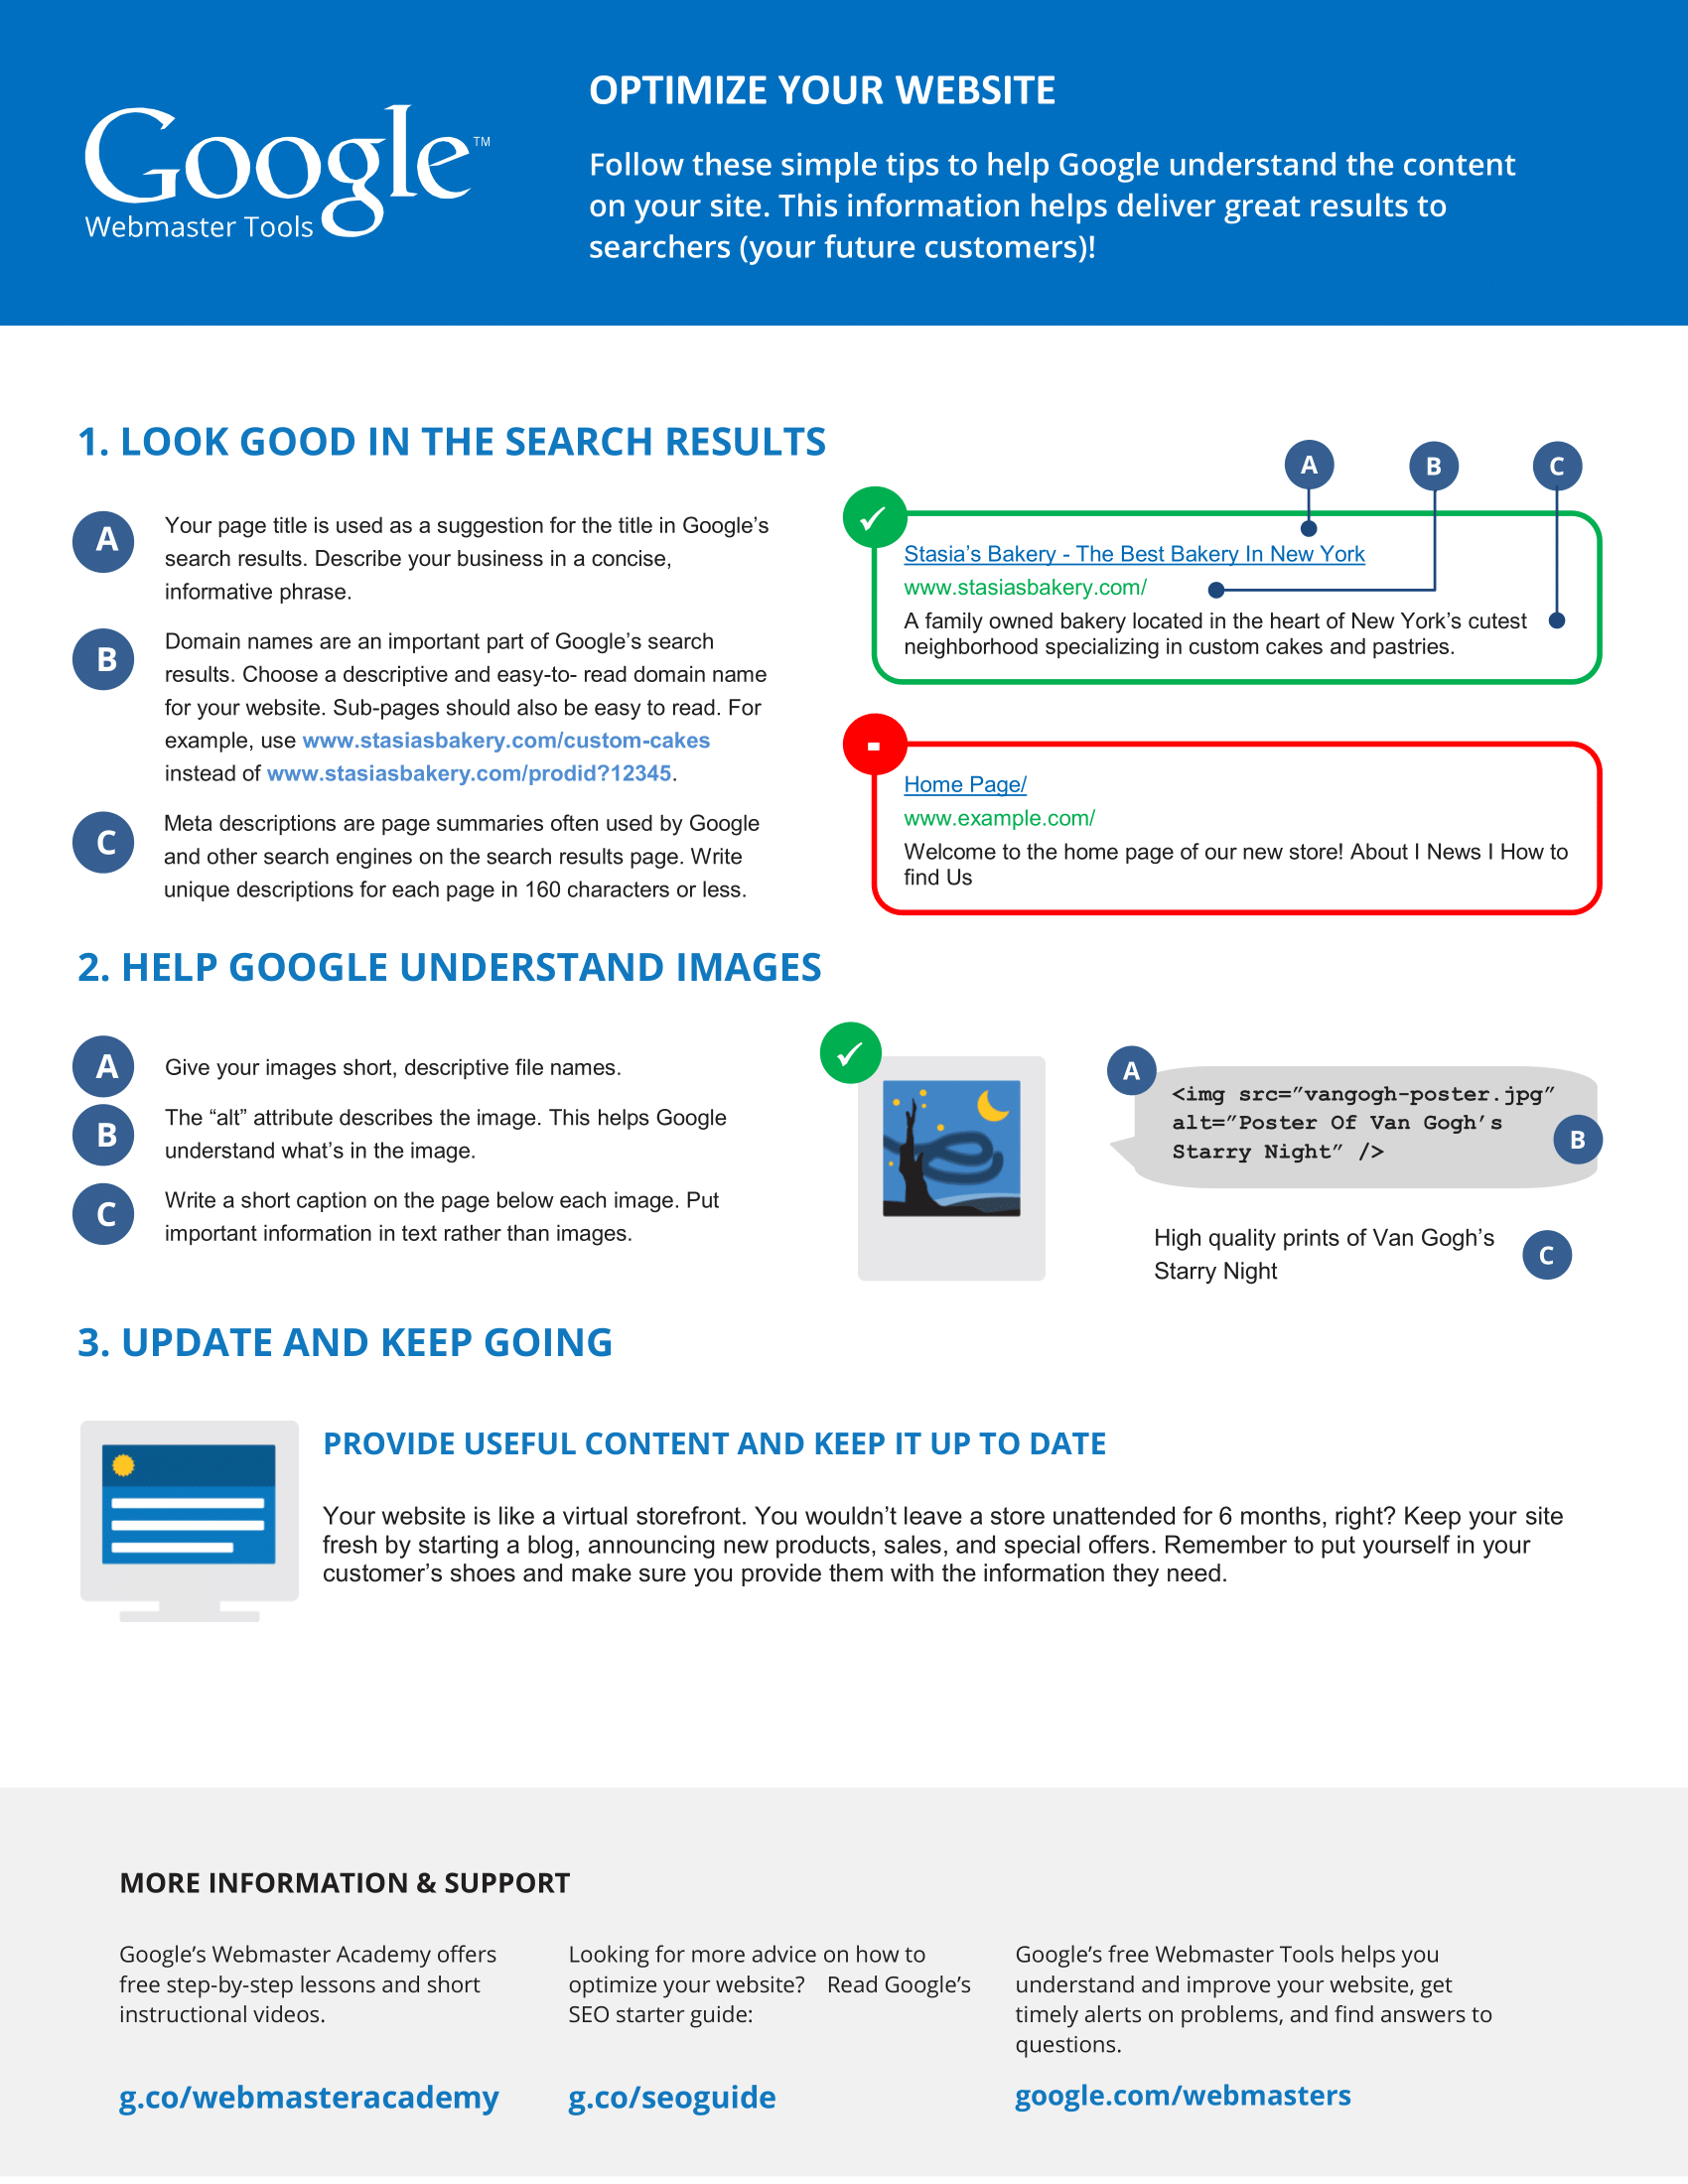 Google™
Webmaster Tools
OPTIMIZE YOUR WEBSITE
Follow these simple tips to help Google understand the content
on your site. This information helps deliver great results to
searchers (your future customers)!
1. LOOK GOOD IN THE SEARCH RESULTS
A
Your page title is used as a suggestion for the title in Google’s
search results. Describe your business in a concise,
informative phrase.
B
Domain names are an important part of Google’s search
results. Choose a descriptive and easy-to- read domain name
for your website. Sub-pages should also be easy to read. For
example, use www.stasiasbakery.com/custom-cakes
instead of www.stasiasbakery.com/prodid?12345.
C
Meta descriptions are page summaries often used by Google
and other search engines on the search results page. Write
unique descriptions for each page in 160 characters or less.
A B C
Stasia’s Bakery - The Best Bakery In New York
www.stasiasbakery.com/
A family owned bakery located in the heart of New York’s cutest
neighborhood specializing in custom cakes and pastries.
-
Home Page/
www.example.com/
Welcome to the home page of our new store! About I News I How to
find Us
2. HELP GOOGLE UNDERSTAND IMAGES
A
Give your images short, descriptive file names.
B
The “alt” attribute describes the image. This helps Google
understand what’s in the image.
C
Write a short caption on the page below each image. Put
important information in text rather than images.
A
<img src=”vangogh-poster.jpg”
alt=”Poster Of Van Gogh’s
Starry Night” />
B
High quality prints of Van Gogh’s
Starry Night
C
3. UPDATE AND KEEP GOING
PROVIDE USEFUL CONTENT AND KEEP IT UP TO DATE
Your website is like a virtual storefront. You wouldn’t leave a store unattended for 6 months, right? Keep your site
fresh by starting a blog, announcing new products, sales, and special offers. Remember to put yourself in your
customer’s shoes and make sure you provide them with the information they need.
MORE INFORMATION & SUPPORT
Google’s Webmaster Academy offers
free step-by-step lessons and short
instructional videos.
g.co/webmasteracademy
Looking for more advice on how to
optimize your website? Read Google’s
SEO starter guide:
g.co/seoguide
Google’s free Webmaster Tools helps you
understand and improve your website, get
timely alerts on problems, and find answers to
questions.
google.com/webmasters